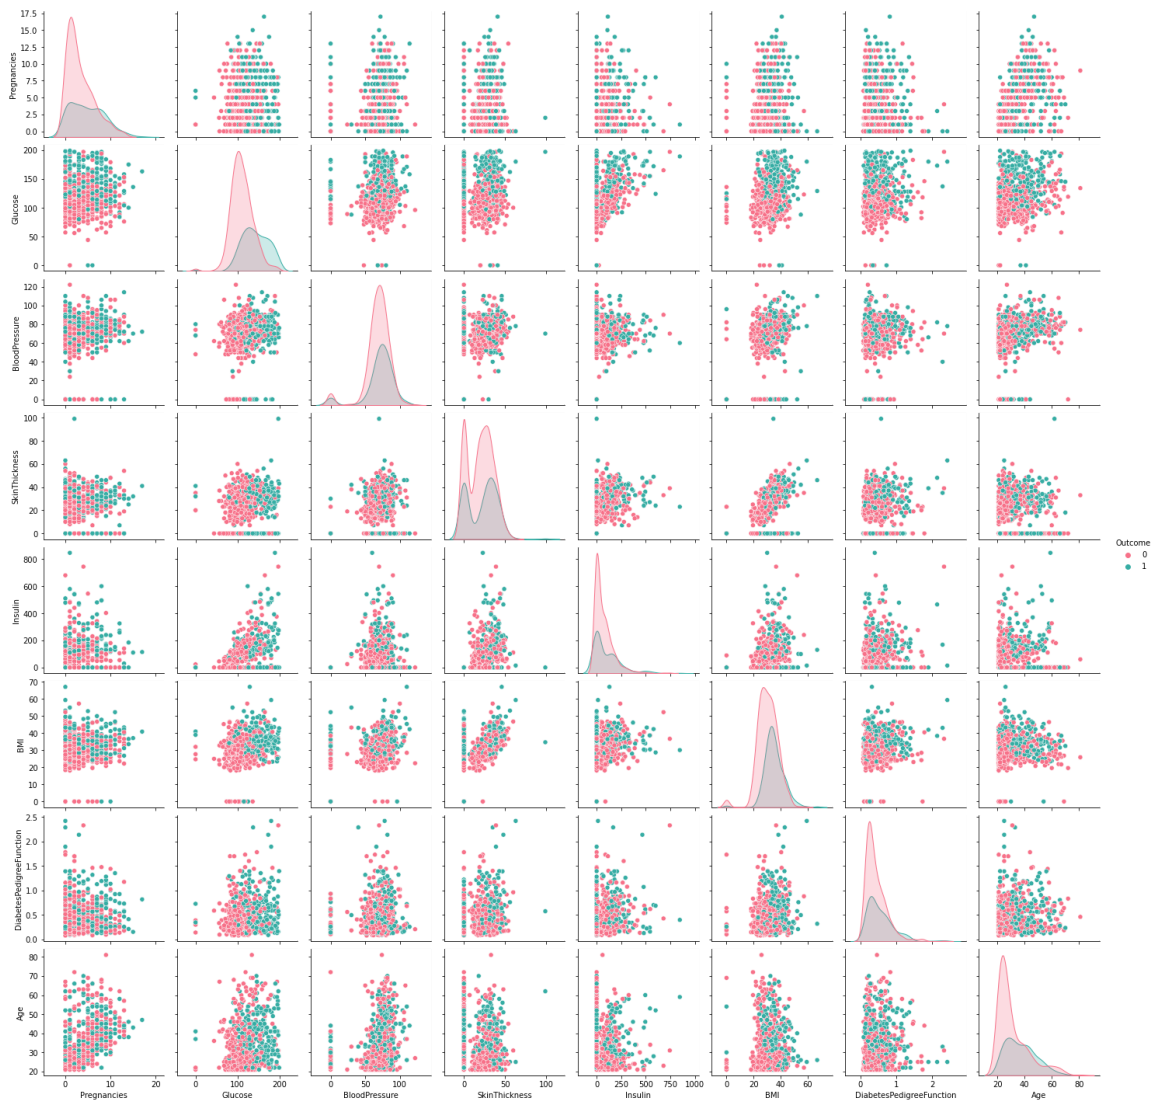 17.5
15.0
12.5
10.0
7.5
5.0
2.5
0.0
Pregnancies
200
150
100
50
0
Glucose
120
100
80
60
40
20
0
BloodPressure
100
80
60
40
20
0
SkinThickness
800
600
400
200
0
Insulin
Outcome
0
1
70
60
50
40
30
20
10
0
BMI
2.5
2.0
1.5
1.0
0.5
0.0
DiabetesPedigreeFunction
80
70
60
50
40
30
20
Age
0 10 20
0 100 200
0 50 100
0 50 100
0 250 500 750 1000
0 20 40 60
0 1 2
20 40 60 80
Pregnancies
Glucose
BloodPressure
SkinThickness
Insulin
BMI
DiabetesPedigreeFunction
Age